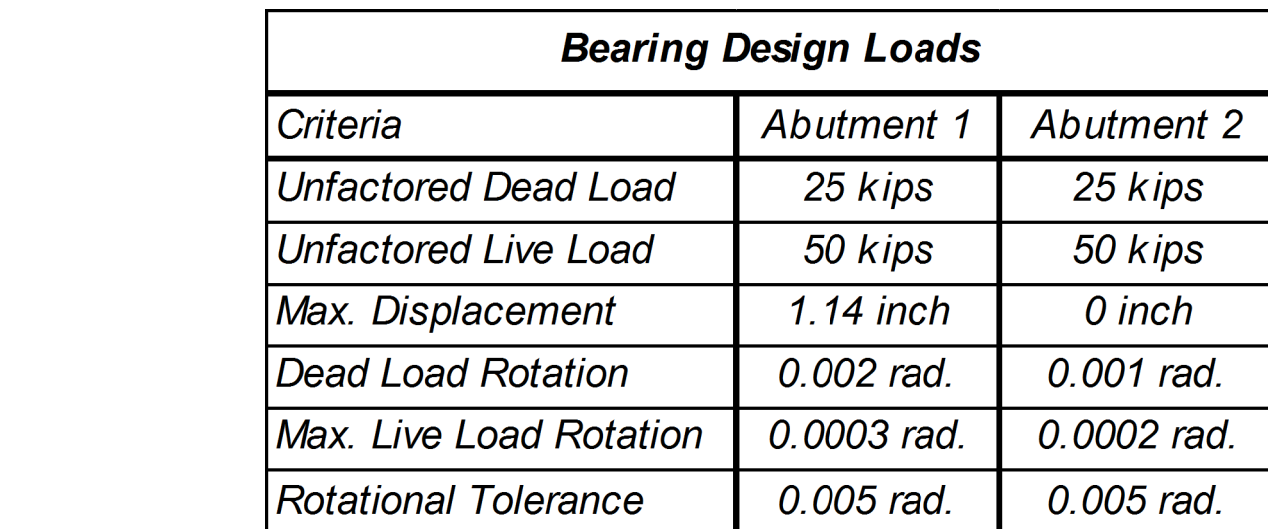 Bearing Design Loads
Criteria Abutment 1 Abutment 2
Unfactored Dead Load 25 kips 25 kips
Unfactored Live Load 50 kips 50 kips
Max. Displacement 1.14 inch 0 inch
Dead Load Rotation 0.002 rad. 0.001 rad.
Max. Live Load Rotation 0.0003 rad. 0.0002 rad.
Rotational Tolerance 0.005 rad. 0.005 rad.